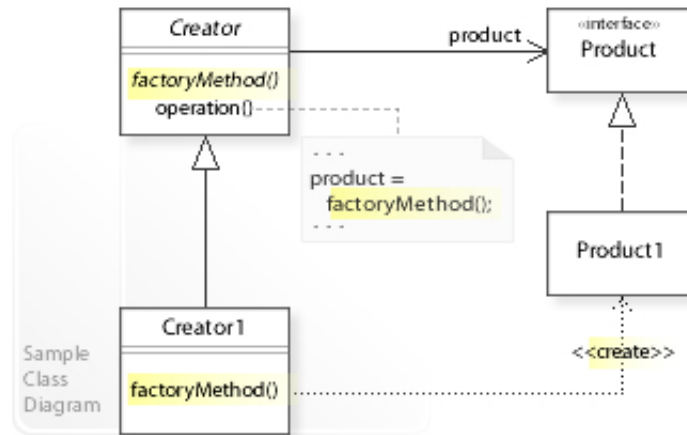 Creator
factoryMethod()
operation()
product
«interface»
Product
- - -
product =
factoryMethod();
- - -
Product1
Creator1
factoryMethod()
<<create>>
Sample
Class
Diagram